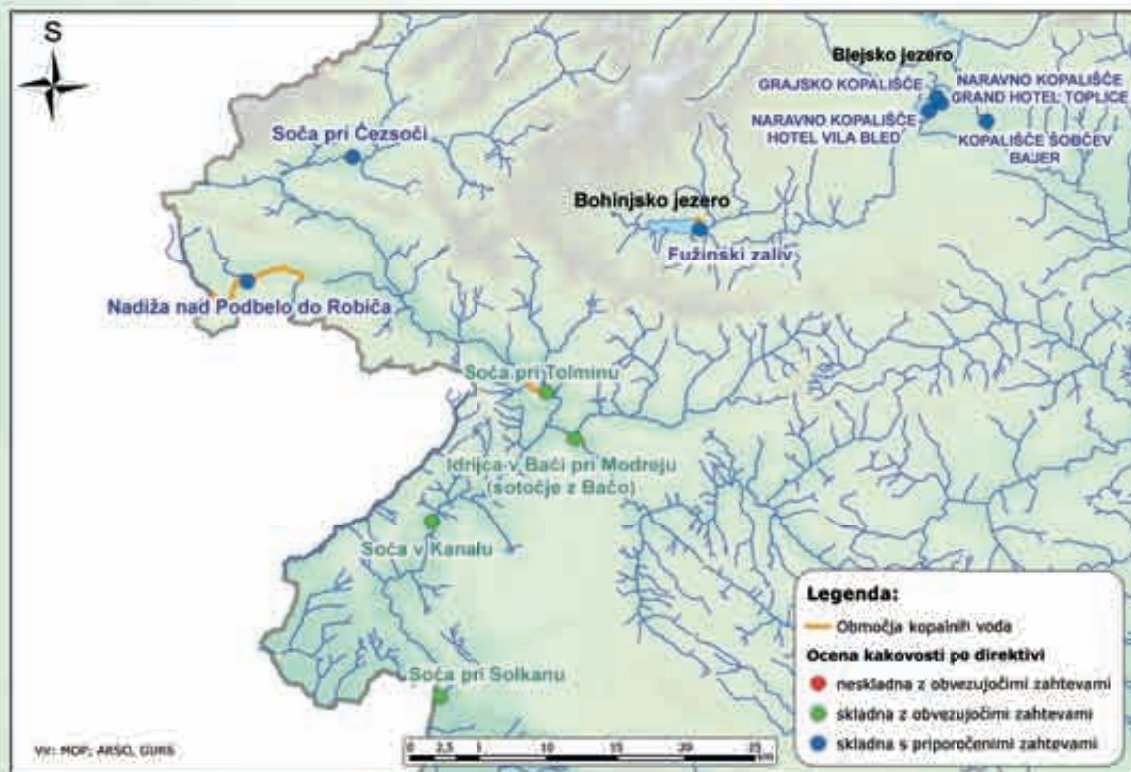 S
Blejsko jezero
GRAJSKO KOPALIŠČE
NARAVNO KOPALIŠČE
GRAND HOTEL TOPLICE
NARAVNO KOPALIŠČE
HOTEL VILA BLED
KOPALIŠČE ŠOBČEV
BAJER
Soča pri Čezsoči
Bohinjsko jezero
Fužinski zaliv
Nadiža nad Podbelo do Robiča
Soča pri Tolminu
Idrijca v Bači pri Modreju
(sotočje z Bačo)
Soča v Kanalu
Soča pri Solkanu
Legenda:
Območja kopalnih voda
Ocena kakovosti po direktivi
neskladna z obvezujočimi zahtevami
skladna z obvezujočimi zahtevami
skladna s priporočenimi zahtevami
Vir: MOP, ARSO, GURS
0 2,5 5 10 15 20 25
km